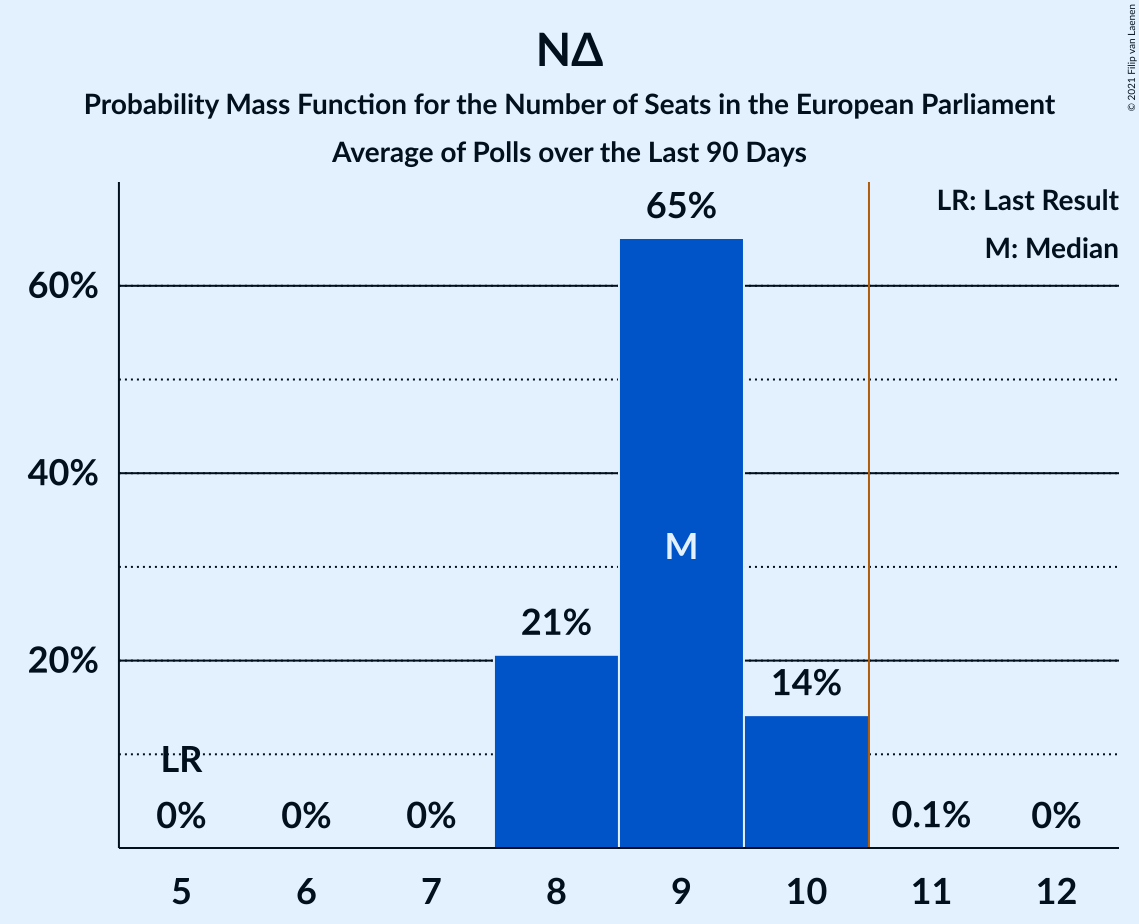 ΝΔ
Probability Mass Function for the Number of Seats in the European Parliament
Average of Polls over the Last 90 Days
© 2021 Filip van Laenen
LR: Last Result
M: Median
60%
40%
20%
65%
M
21%
14%
LR
0%
0%
0%
0.1%
0%
5
6
7
8
9
10
11
12